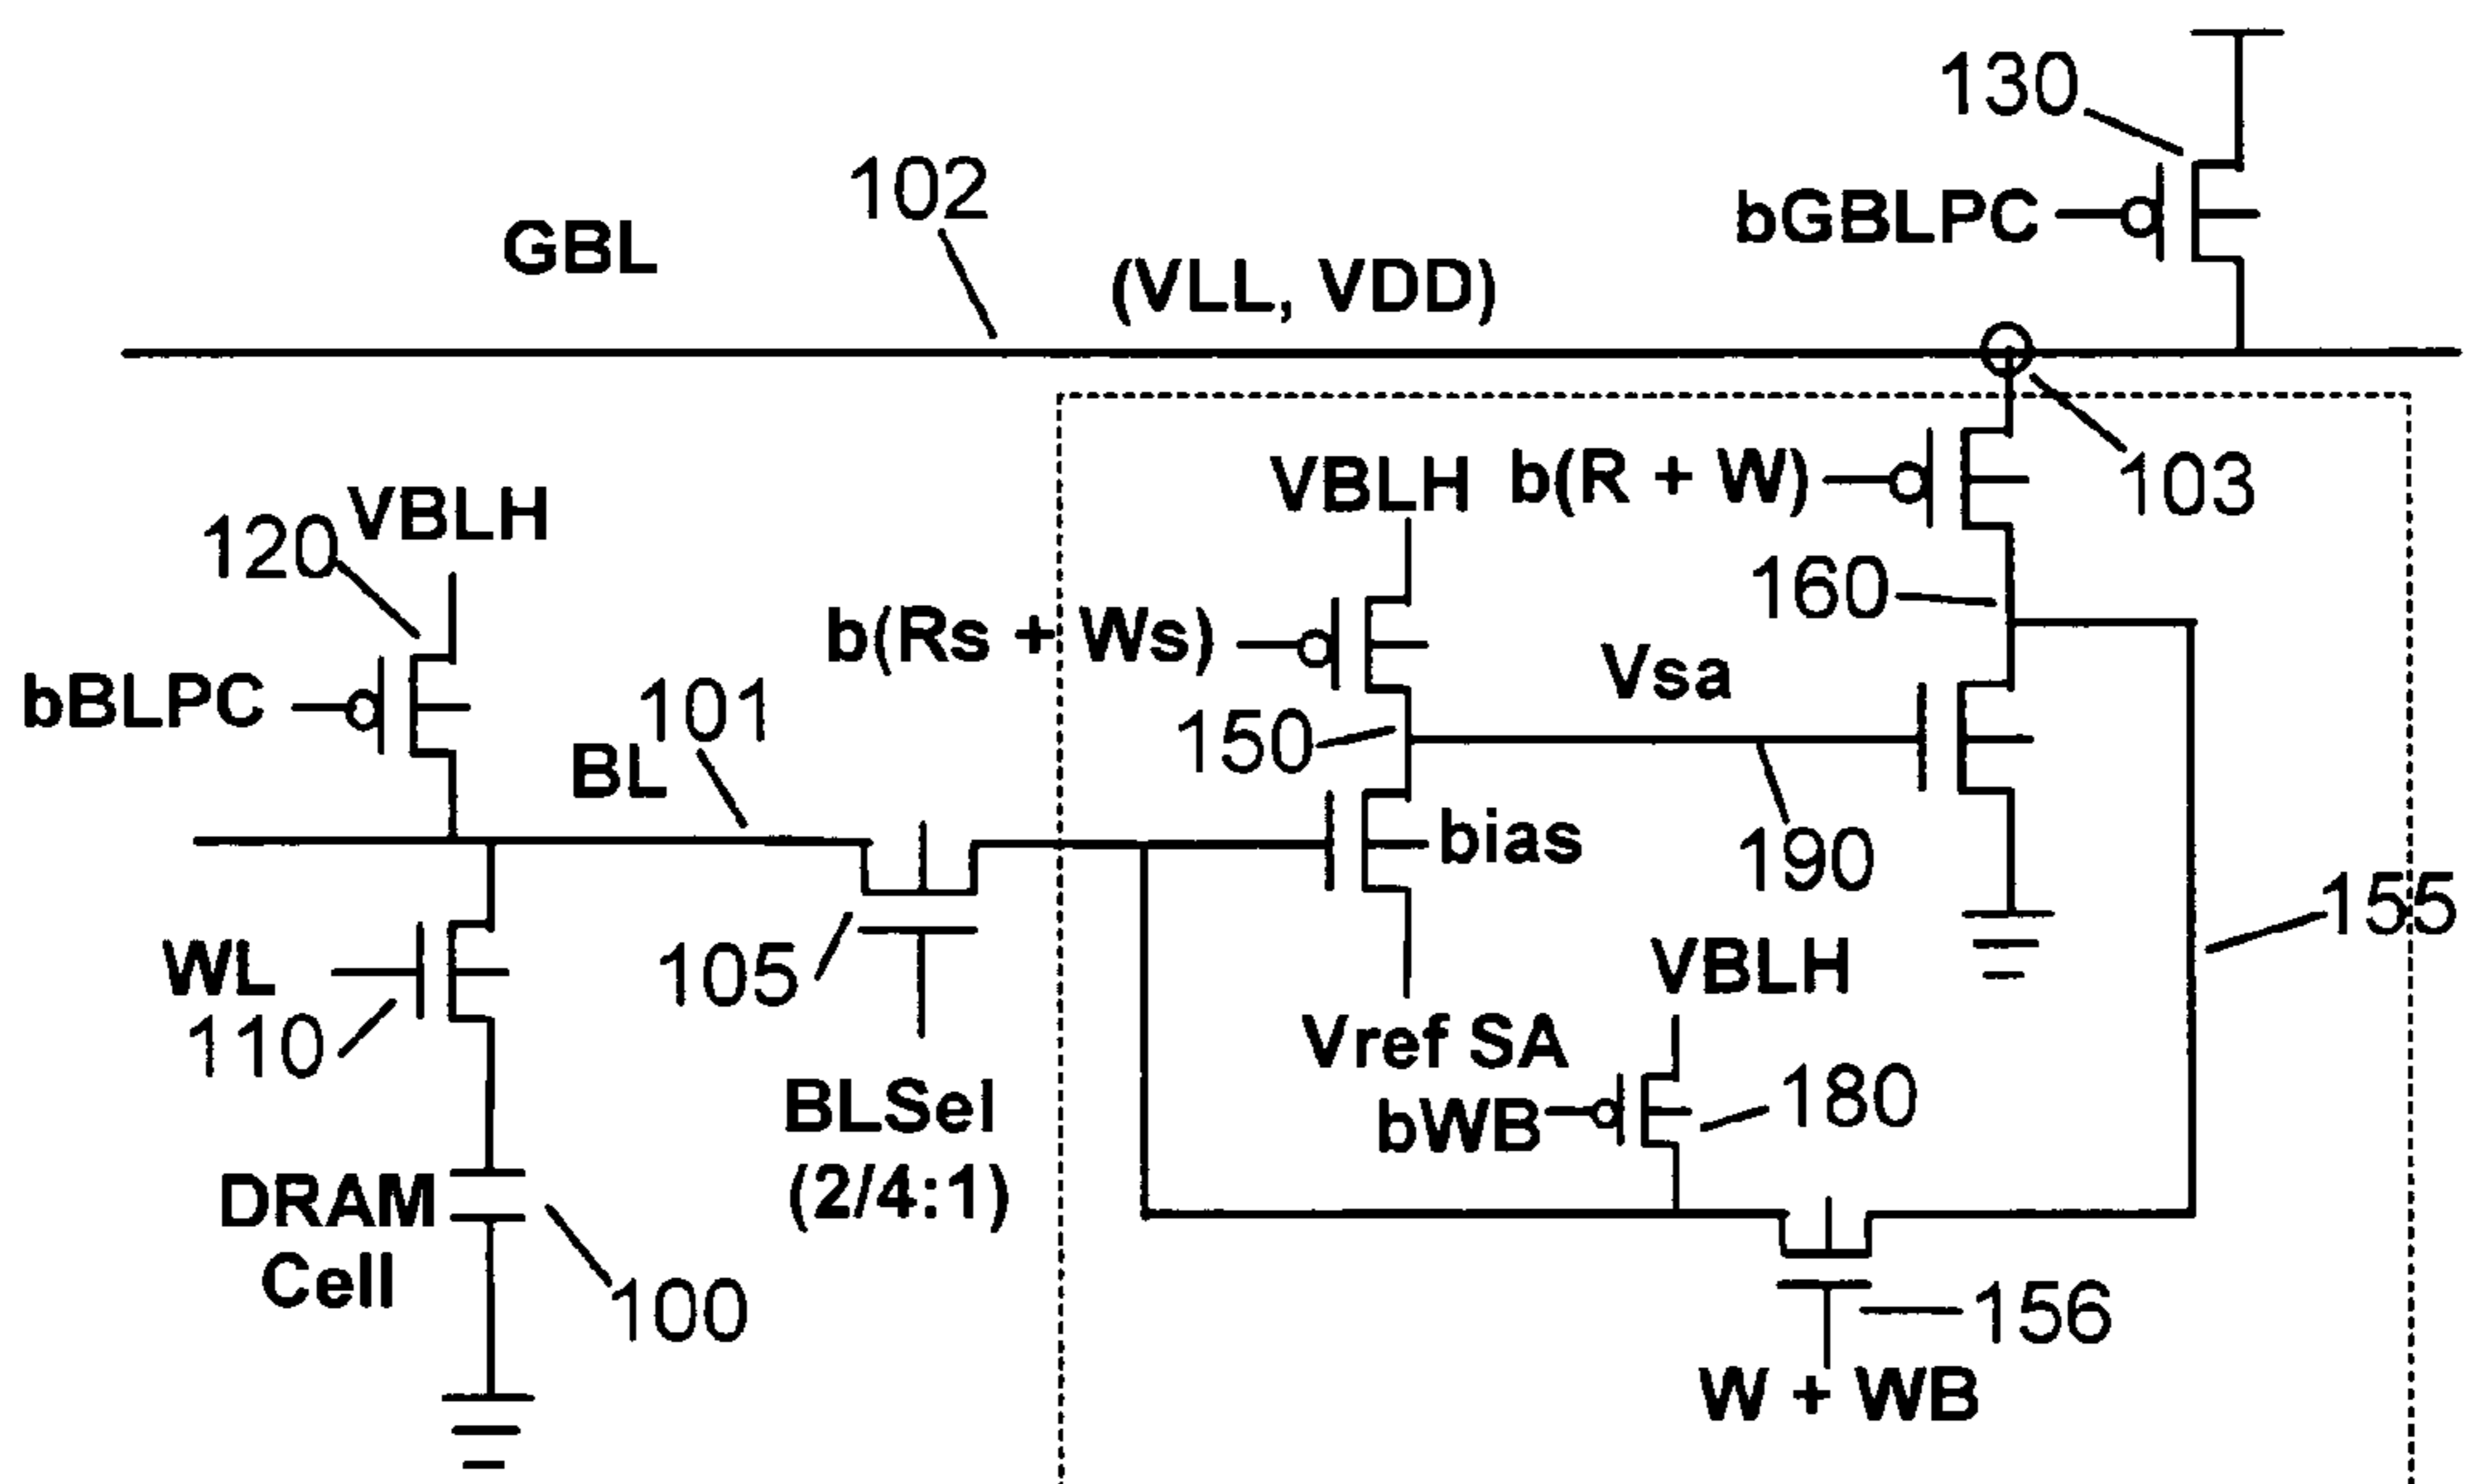 130
102
bGBLPC
GBL
(VLL, VDD)
103
VBLH
b(R + W)
120
VBLH
160
b(Rs + Ws)
Vsa
bBLPC
101
150
BL
bias
190
155
WL
105
VBLH
110
Vref SA
180
BLSel
bWB
(2/4:1)
DRAM
Cell
100
156
W + WB